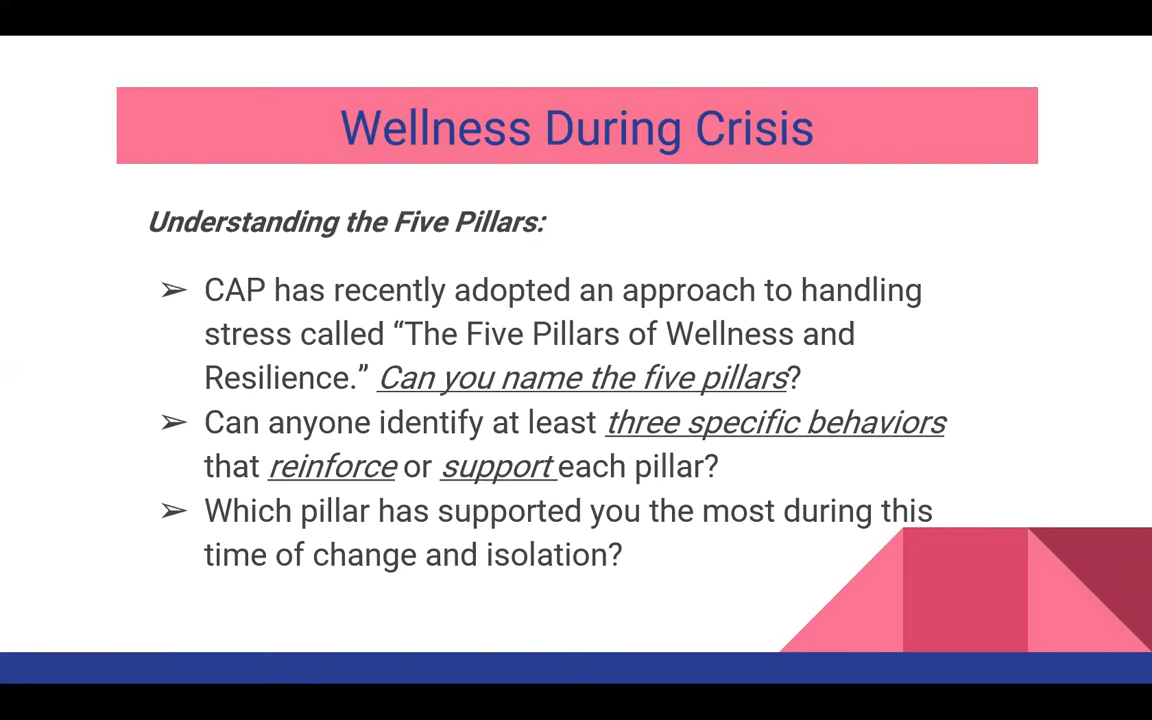 Wellness During Crisis
Understanding the Five Pillars:
➢ CAP has recently adopted an approach to handling
stress called “The Five Pillars of Wellness and
Resilience.” Can you name the five pillars?
➢ Can anyone identify at least three specific behaviors
that reinforce or support each pillar?
➢ Which pillar has supported you the most during this
time of change and isolation?